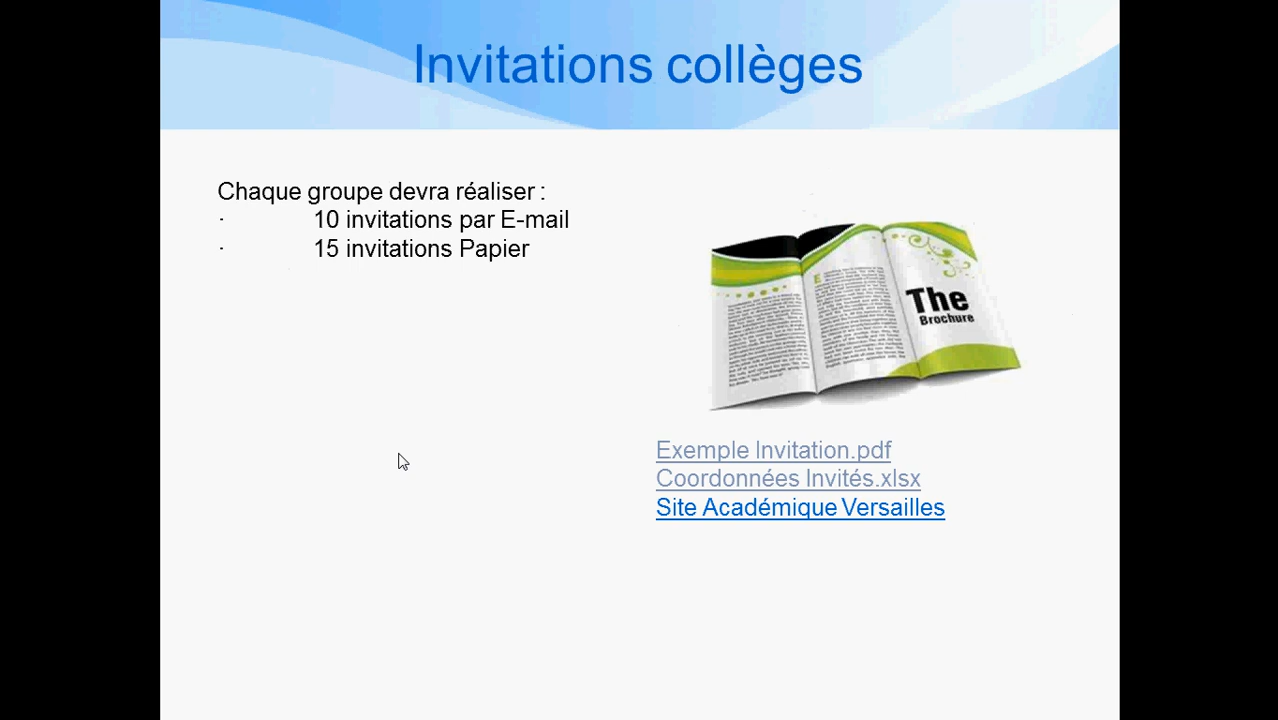 Invitations collèges
Chaque groupe devra réaliser :
· 10 invitations par E-mail
· 15 invitations Papier
The
Brochure
Exemple Invitation.pdf
Coordonnées Invités.xlsx
Site Académique Versailles